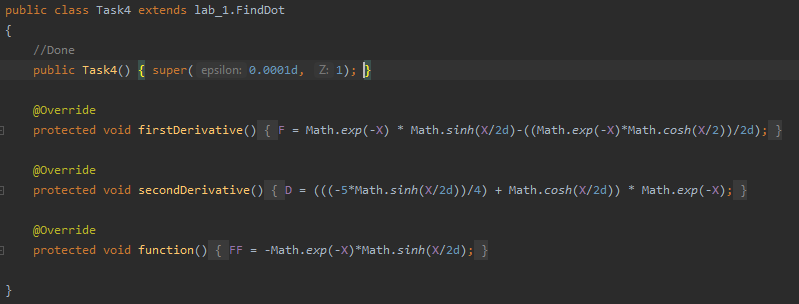 public class Task4 extends lab_1.FindDot
{
//Done
public Task4() { super( epsilon: 0.0001d, Z: 1); }
@Override
protected void firstDerivative() { F = Math.exp(-X) * Math.sinh(X/2d)-((Math.exp(-X)*Math.cosh(X/2))/2d); }
@Override
protected void secondDerivative() { D = (((-5*Math.sinh(X/2d))/4) + Math.cosh(X/2d)) * Math.exp(-X); }
@Override
protected void function() { FF = -Math.exp(-X)*Math.sinh(X/2d); }
}